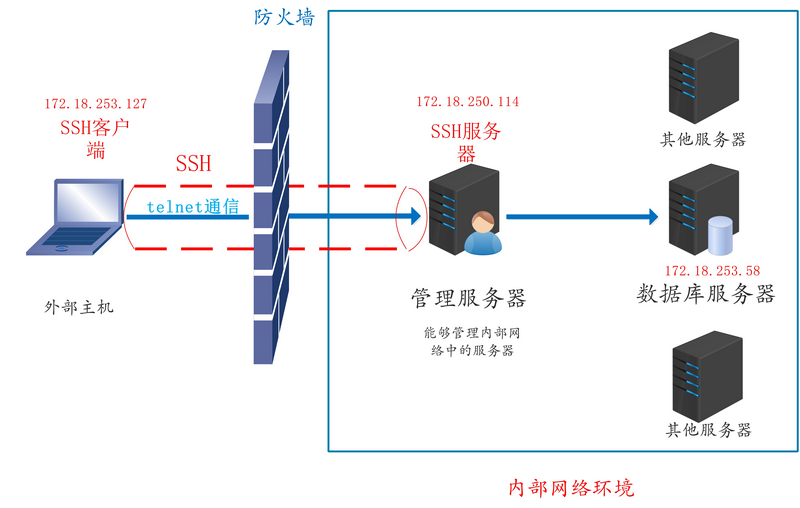 防火墙
172.18.253.127
SSH客户
端
SSH
telnet通信
外部主机
172.18.250.114
SSH服务
器
管理服务器
能够管理内部网
络中的服务器
其他服务器
172.18.253.58
数据库服务器
其他服务器
内部网络环境